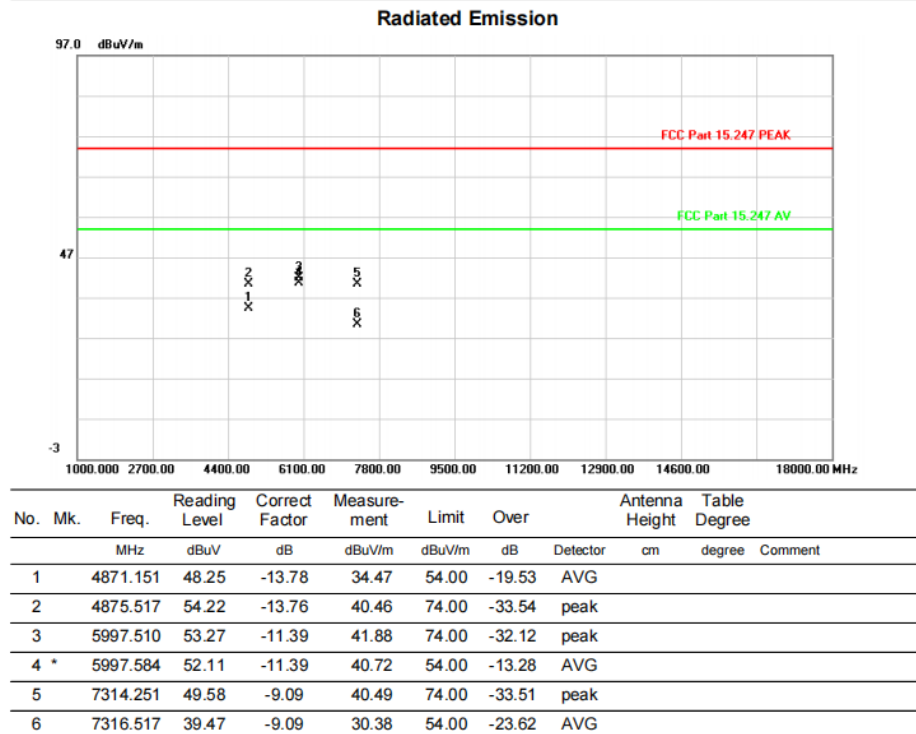 Radiated Emission
97.0 dBuV/m
FCC Part 15.247 PEAK
FCC Part 15.247 AV
47
2
3
5
1
6
-3
1000.000 2700.00 4400.00 6100.00 7800.00 9500.00 11200.00 12900.00 14600.00 18000.00 MHz
No. Mk. Freq. Reading Level Correct Factor Measure-ment Limit Over Antenna Height Table Degree
MHz dBuV dB dBuV/m dBuV/m dB Detector cm degree Comment
1 4871.151 48.25 -13.78 34.47 54.00 -19.53 AVG
2 4875.517 54.22 -13.76 40.46 74.00 -33.54 peak
3 5997.510 53.27 -11.39 41.88 74.00 -32.12 peak
4 * 5997.584 52.11 -11.39 40.72 54.00 -13.28 AVG
5 7314.251 49.58 -9.09 40.49 74.00 -33.51 peak
6 7316.517 39.47 -9.09 30.38 54.00 -23.62 AVG